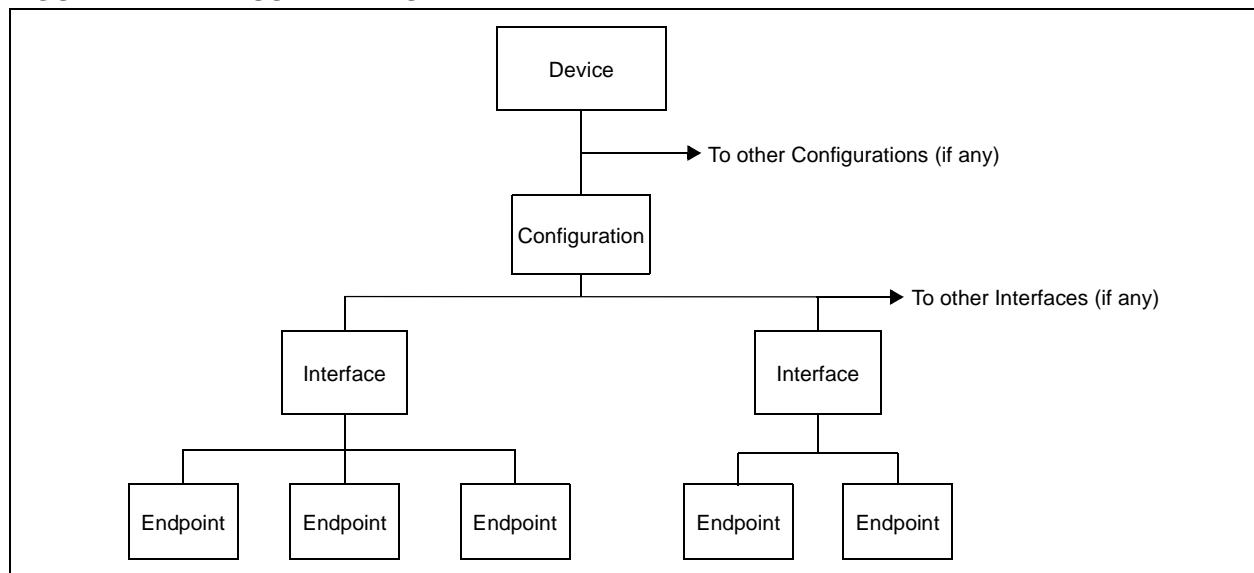 Device
To other Configurations (if any)
Configuration
To other Interfaces (if any)
Interface
Interface
Endpoint
Endpoint
Endpoint
Endpoint
Endpoint